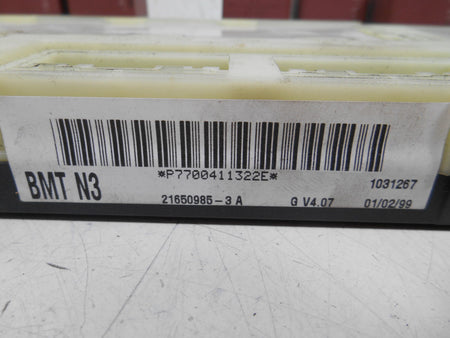 *P7700411322E*
BMT N3
1031267
21650985-3 A G V4.07 01/02/99